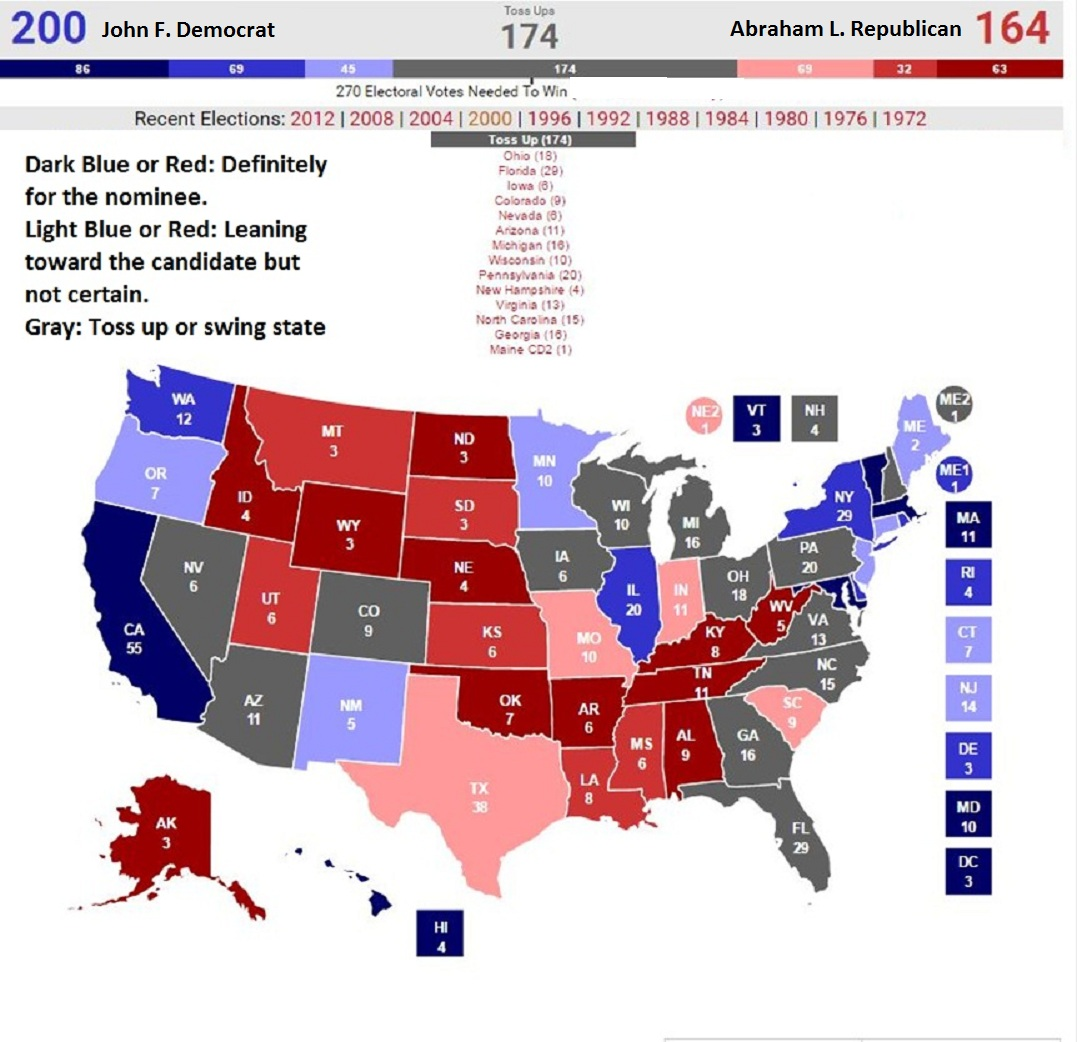 200 John F. Democrat
Toss Ups
174
Abraham L. Republican 164
86 69 45 174 69 32 63
270 Electoral Votes Needed To Win
Recent Elections: 2012 | 2008 | 2004 | 2000 | 1996 | 1992 | 1988 | 1984 | 1980 | 1976 | 1972
Toss Up (174)
Ohio (18)
Florida (29)
Iowa (6)
Colorado (9)
Nevada (6)
Arizona (11)
Michigan (16)
Wisconsin (10)
Pennsylvania (20)
New Hampshire (4)
Virginia (13)
North Carolina (15)
Georgia (16)
Maine CD2 (1)
Dark Blue or Red: Definitely
for the nominee.
Light Blue or Red: Leaning
toward the candidate but
not certain.
Gray: Toss up or swing state
WA
12
OR
7
CA
55
NV
6
ID
4
MT
3
WY
3
UT
6
AZ
11
CO
9
NM
5
ND
3
SD
3
NE
4
KS
6
OK
7
TX
38
MN
10
IA
6
MO
10
AR
6
LA
8
WI
10
IL
20
MI
16
IN
11
OH
18
KY
8
TN
11
MS
6
AL
9
GA
16
FL
29
SC
9
NC
15
VA
13
WV
5
PA
20
NY
29
ME
2
AK
3
HI
4
NE2
1
VT
3
NH
4
ME2
1
ME1
1
MA
11
RI
4
CT
7
NJ
14
DE
3
MD
10
DC
3